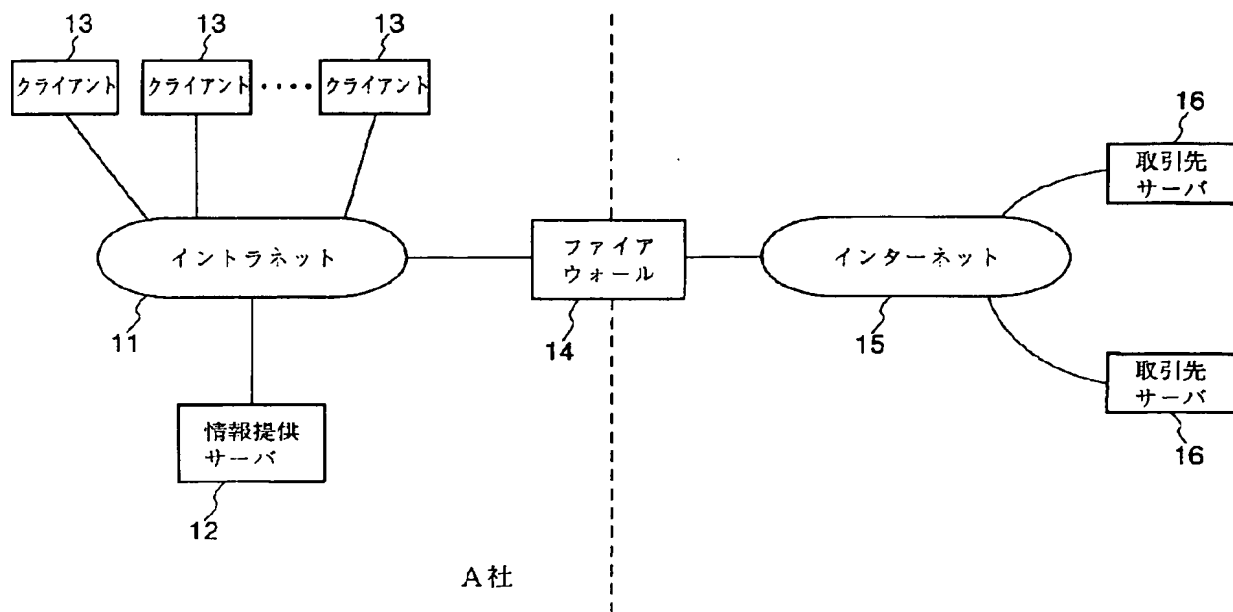 13
13
13
クライアント
クライアント
クライアント
16
取引先
サーバ
イントラネット
ファイア
ウォール
インターネット
11
14
15
取引先
サーバ
16
情報提供
サーバ
12
A社